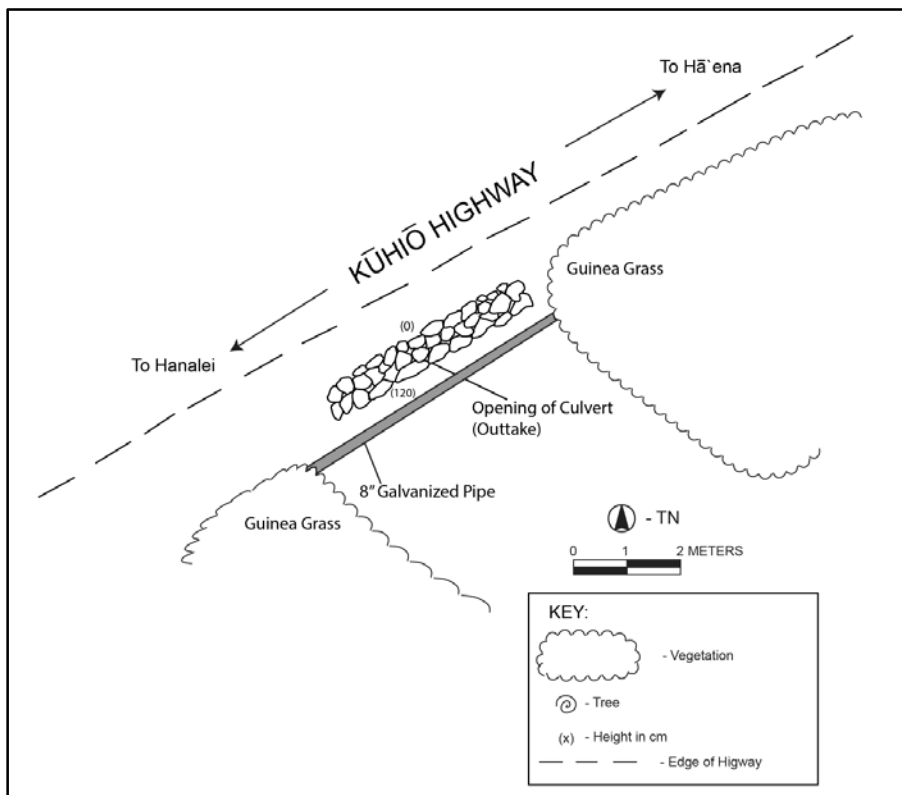 To Hā`ena
KŪHIŌ HIGHWAY
Guinea Grass
(0)
To Hanalei
(120)
Opening of Culvert
(Outtake)
8" Galvanized Pipe
Guinea Grass
- TN
0 1 2 METERS
KEY:
- Vegetation
- Tree
(x) - Height in cm
- Edge of Higway